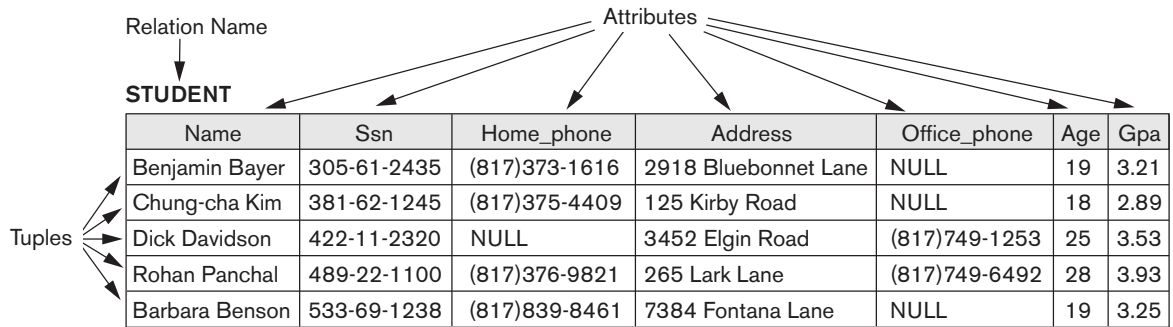 Attributes
Relation Name
STUDENT
Name Ssn Home_phone Address Office_phone Age Gpa
Benjamin Bayer 305-61-2435 (817)373-1616 2918 Bluebonnet Lane NULL 19 3.21
Chung-cha Kim 381-62-1245 (817)375-4409 125 Kirby Road NULL 18 2.89
Tuples Dick Davidson 422-11-2320 NULL 3452 Elgin Road (817)749-1253 25 3.53
Rohan Panchal 489-22-1100 (817)376-9821 265 Lark Lane (817)749-6492 28 3.93
Barbara Benson 533-69-1238 (817)839-8461 7384 Fontana Lane NULL 19 3.25